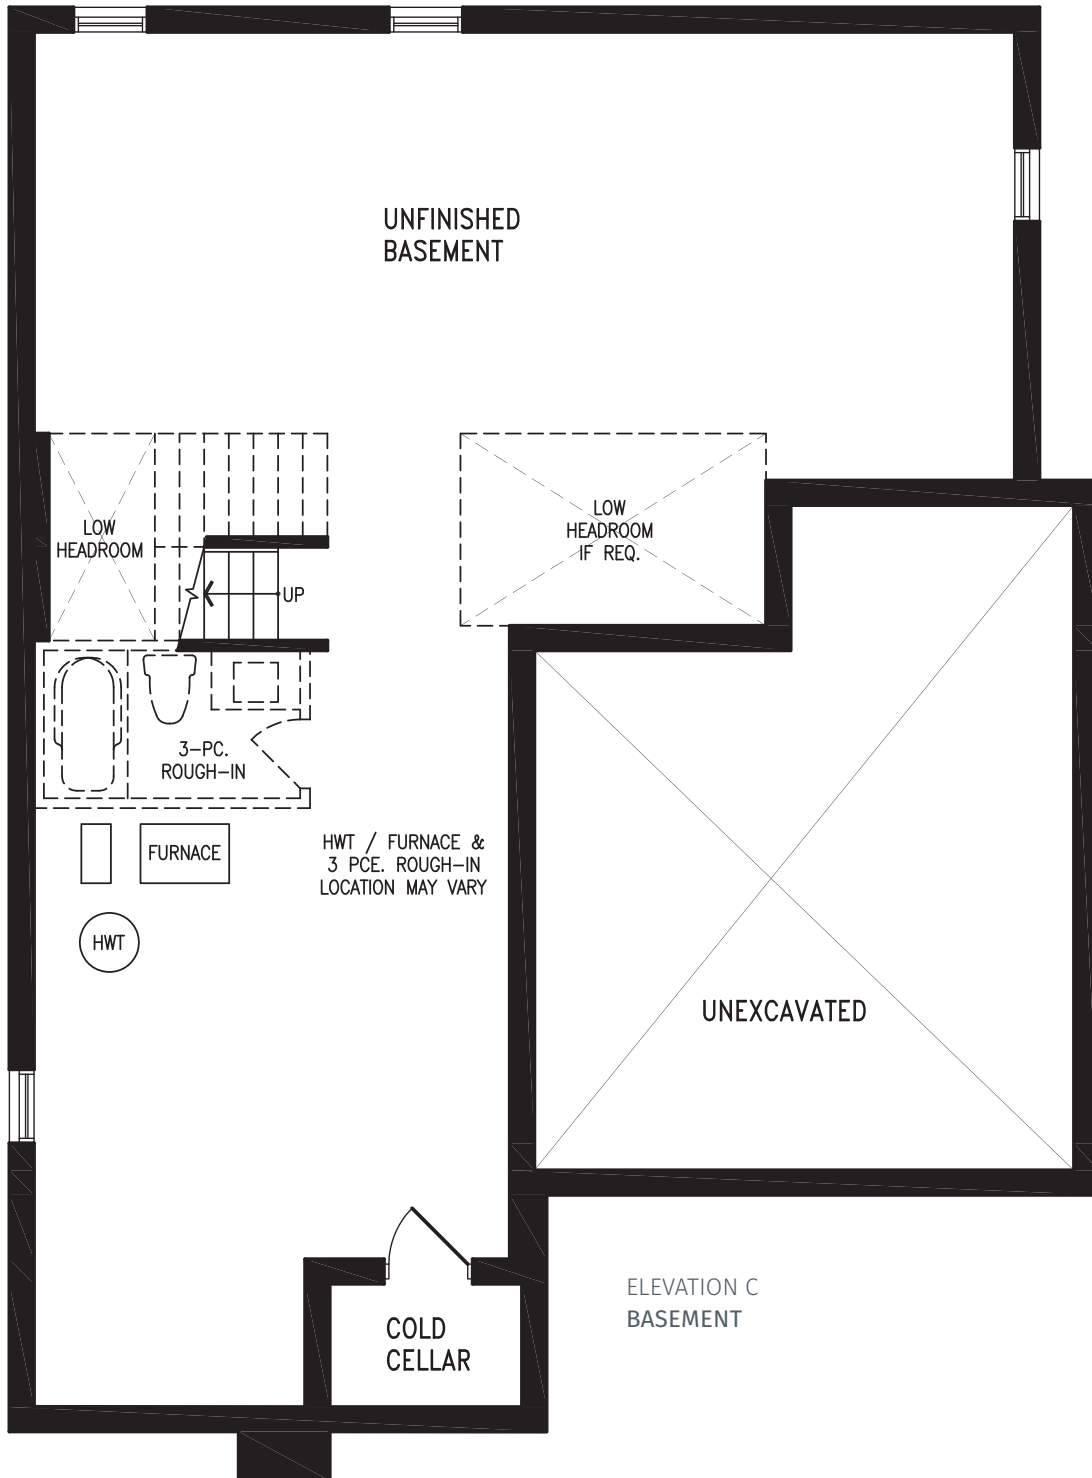 UNFINISHED
BASEMENT
LOW
HEADROOM
LOW
HEADROOM
IF REQ.
UP
3-PC.
ROUGH-IN
FURNACE
HWT / FURNACE &
3 PCE. ROUGH-IN
LOCATION MAY VARY
HWT
UNEXCAVATED
COLD
CELLAR
ELEVATION C
BASEMENT